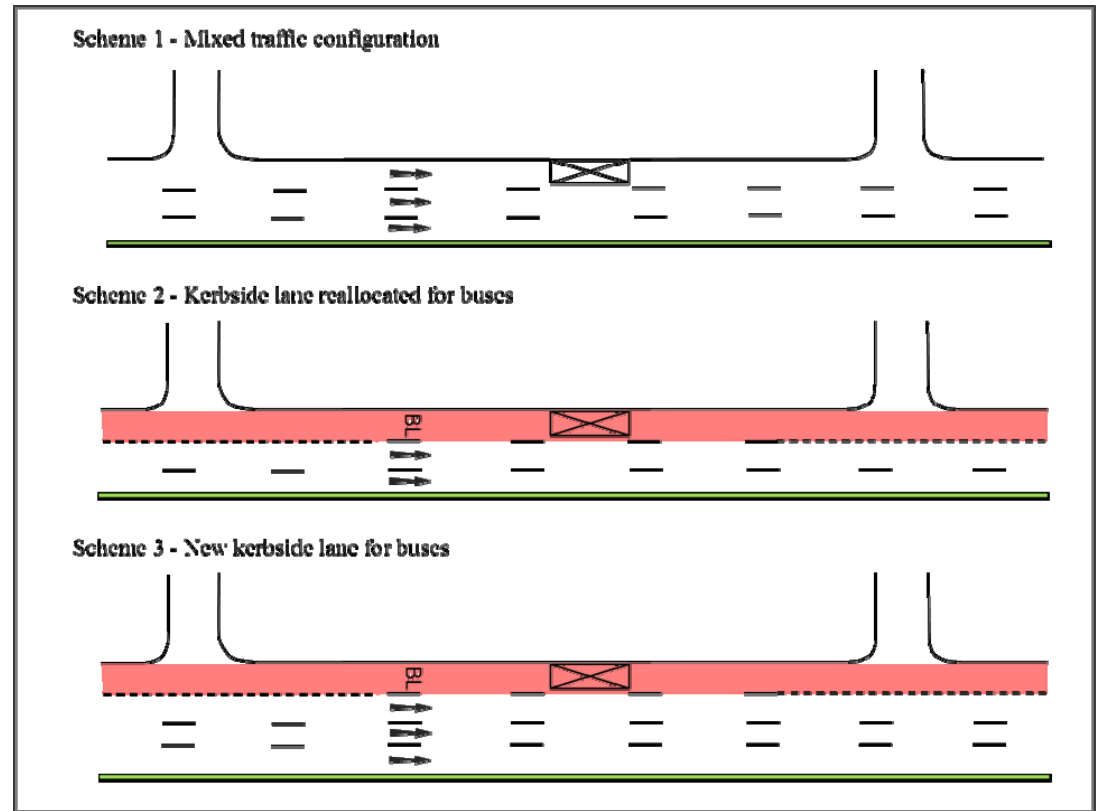 Scheme 1 - Mixed traffic configuration
Scheme 2 - Kerbside lane reallocated for buses
BL
Scheme 3 - New kerbside lane for buses
BL